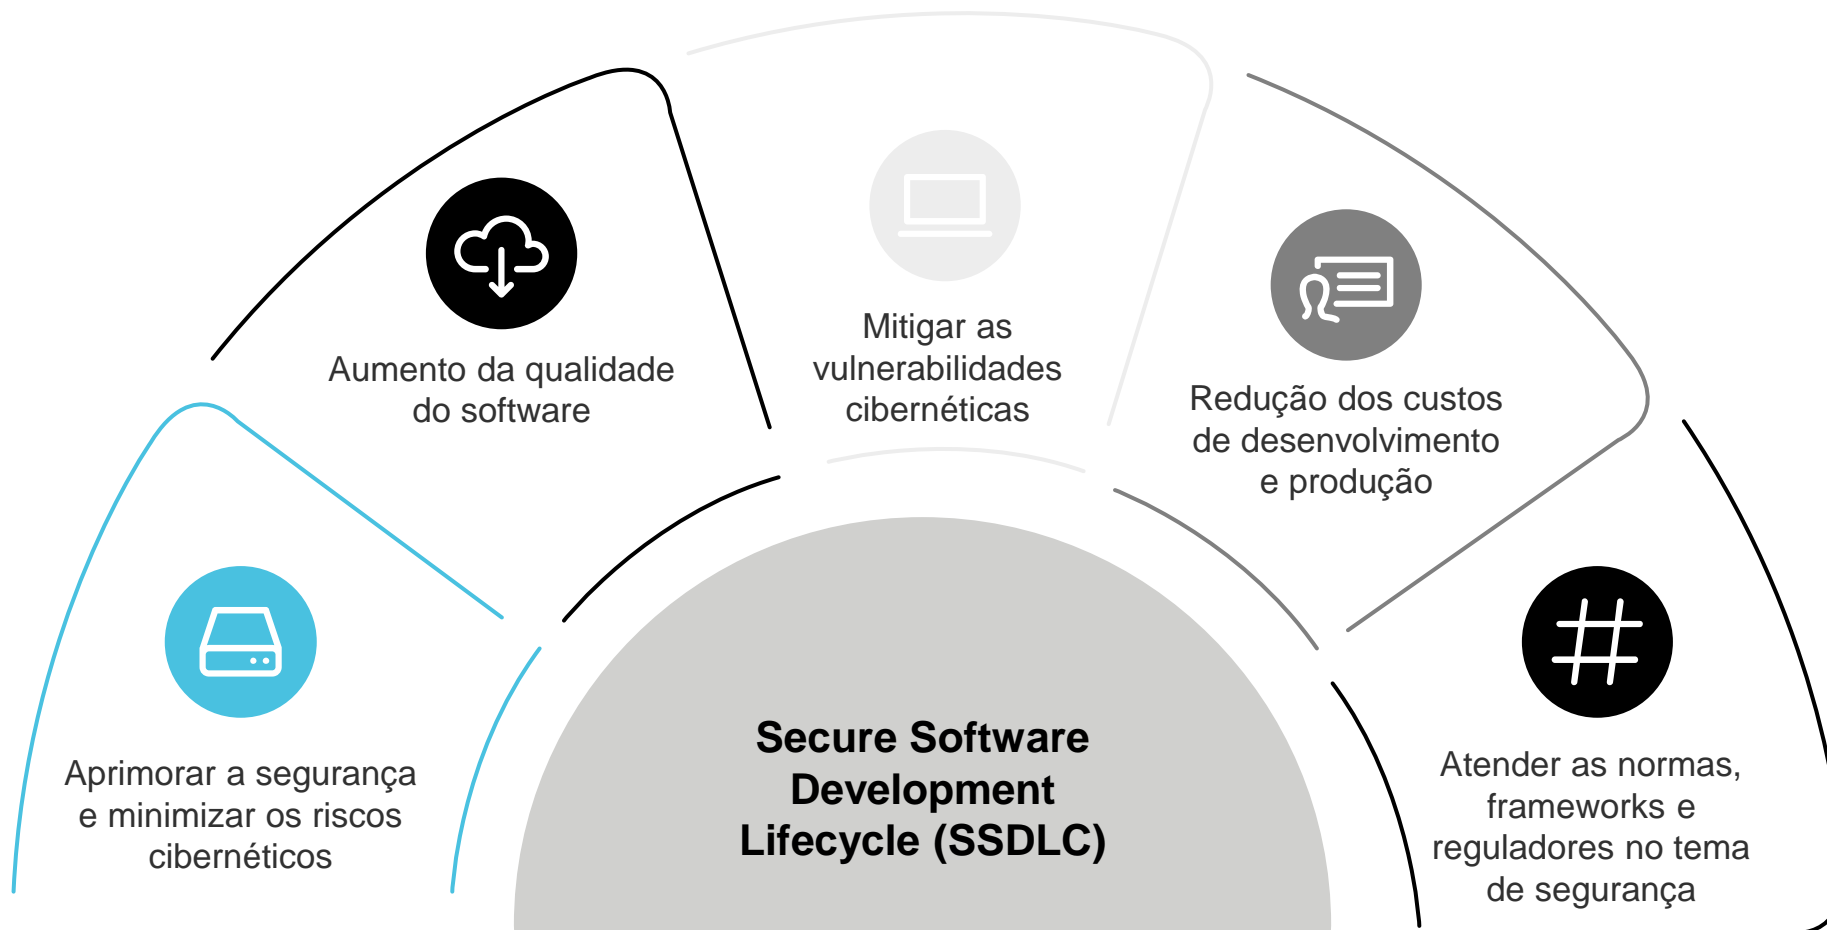 Aprimorar a segurança
e minimizar os riscos
cibernéticos
Aumento da qualidade
do software
Mitigar as
vulnerabilidades
cibernéticas
Redução dos custos
de desenvolvimento
e produção
Atender as normas,
frameworks e
reguladores no tema
de segurança
Secure Software
Development
Lifecycle (SSDLC)